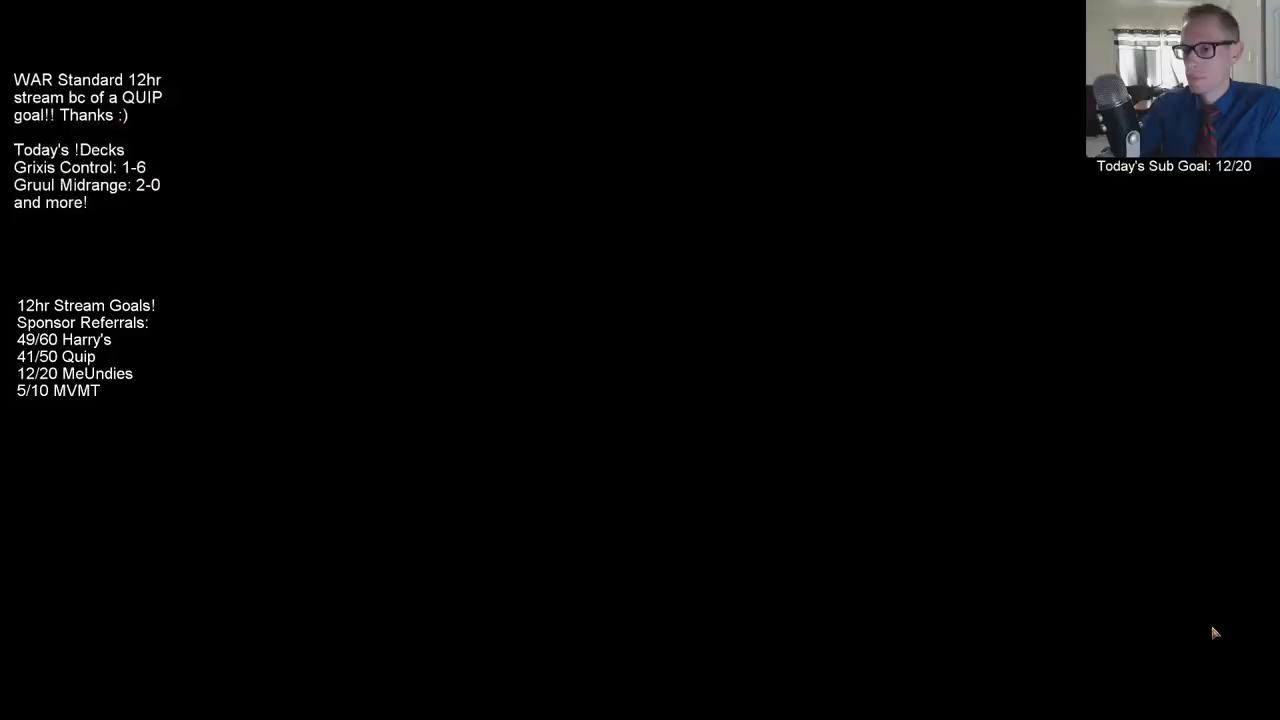 WAR Standard 12hr
stream bc of a QUIP
goal!! Thanks :)
Today's !Decks
Grixis Control: 1-6
Gruul Midrange: 2-0
and more!
12hr Stream Goals!
Sponsor Referrals:
49/60 Harry's
41/50 Quip
12/20 MeUndies
5/10 MVMT
Today's Sub Goal: 12/20